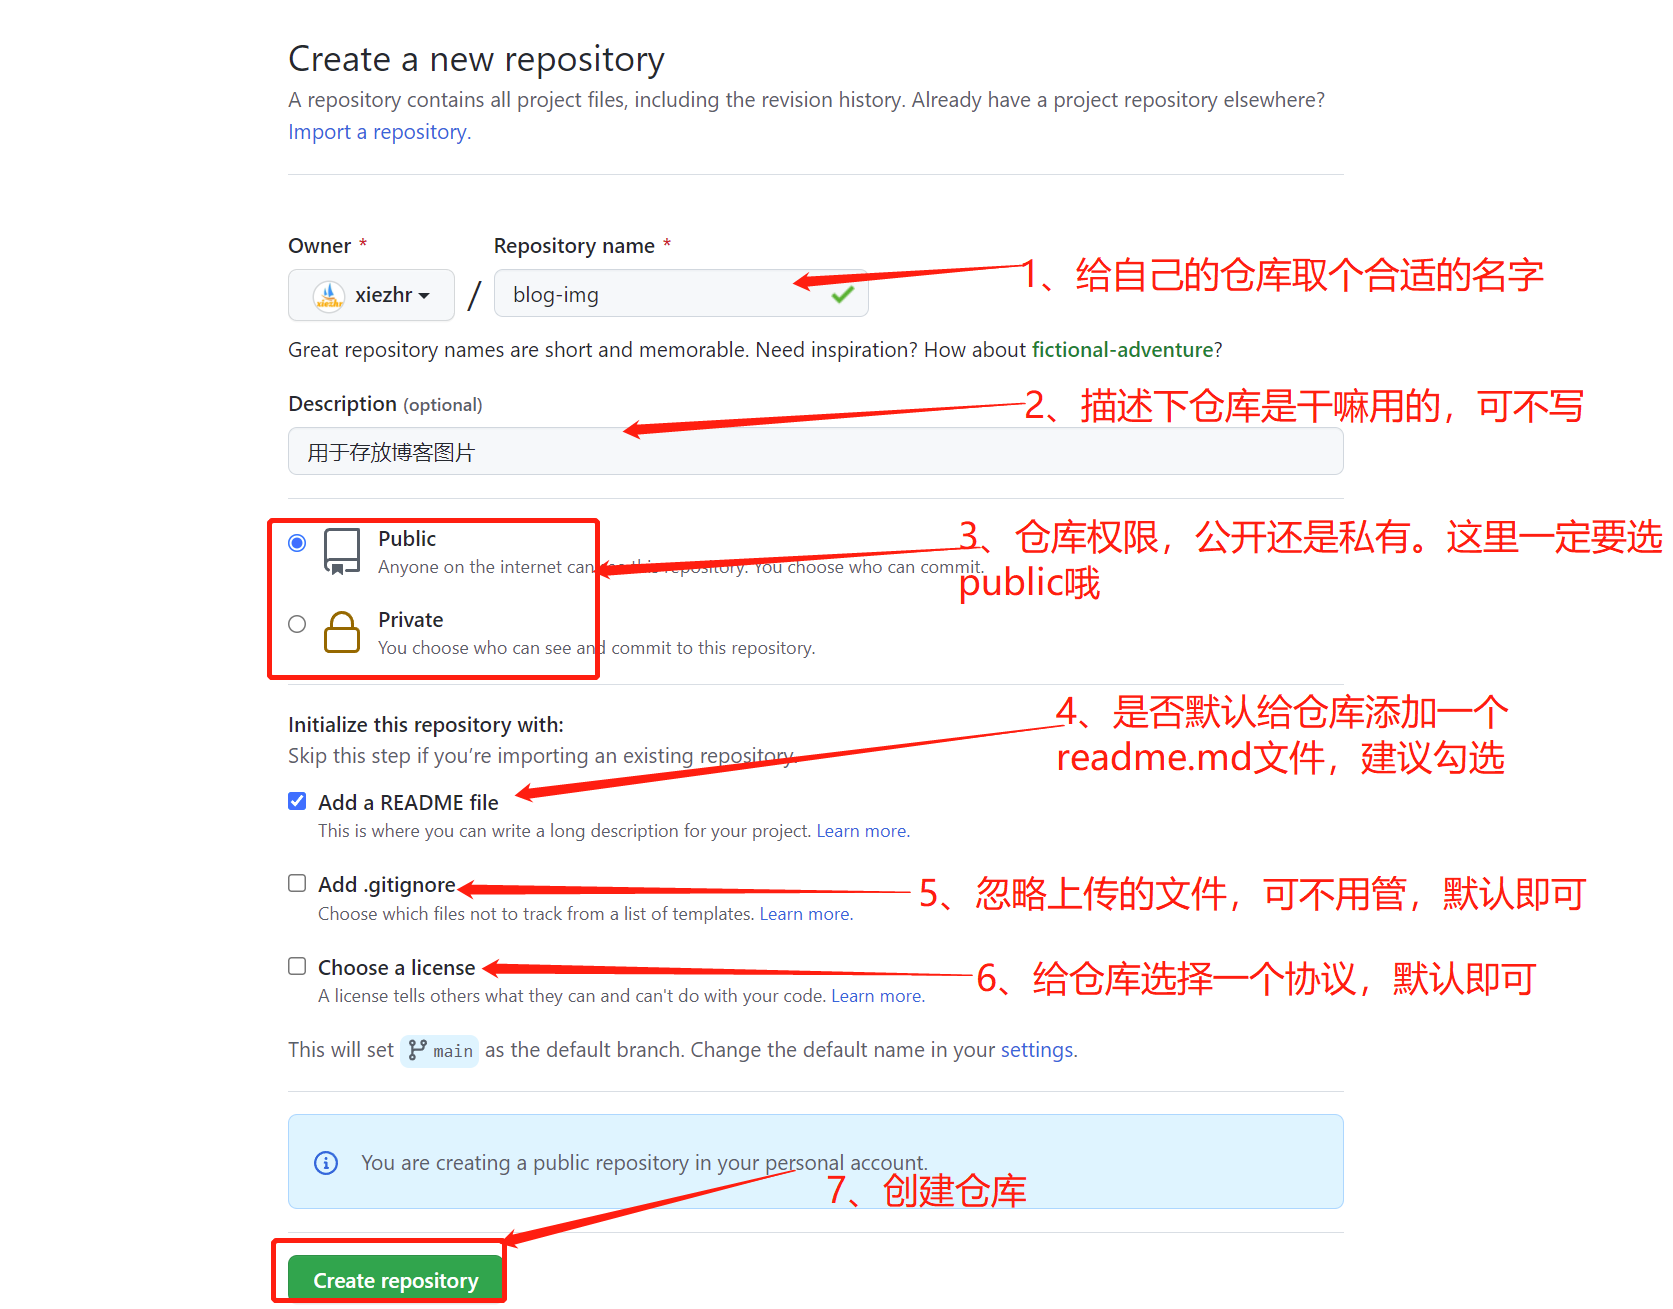 Create a new repository
A repository contains all project files, including the revision history. Already have a project repository elsewhere?
Import a repository.
Owner *
Repository name *
xiezhr
xiezhr
/
blog-img
1、给自己的仓库取个合适的名字
Great repository names are short and memorable. Need inspiration? How about fictional-adventure?
Description (optional)
2、描述下仓库是干嘛用的，可不写
用于存放博客图片
Public
Anyone on the internet can see this repository. You choose who can commit.
3、仓库权限，公开还是私有。这里一定要选
public哦
Private
You choose who can see and commit to this repository.
Initialize this repository with:
Skip this step if you’re importing an existing repository.
4、是否默认给仓库添加一个
readme.md文件，建议勾选
Add a README file
This is where you can write a long description for your project. Learn more.
Add .gitignore
Choose which files not to track from a list of templates. Learn more.
5、忽略上传的文件，可不用管，默认即可
Choose a license
A license tells others what they can and can't do with your code. Learn more.
6、给仓库选择一个协议，默认即可
This will set main as the default branch. Change the default name in your settings.
You are creating a public repository in your personal account.
7、创建仓库
Create repository